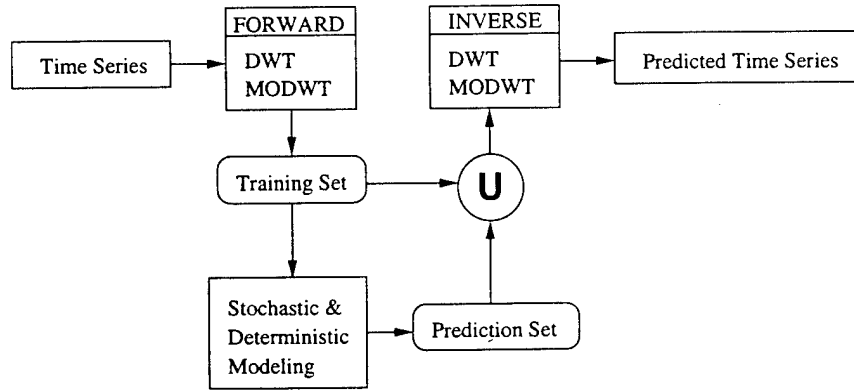 FORWARD
INVERSE
Time Series
DWT
MODWT
DWT
MODWT
Predicted Time Series
Training Set
U
Stochastic &
Deterministic
Modeling
Prediction Set